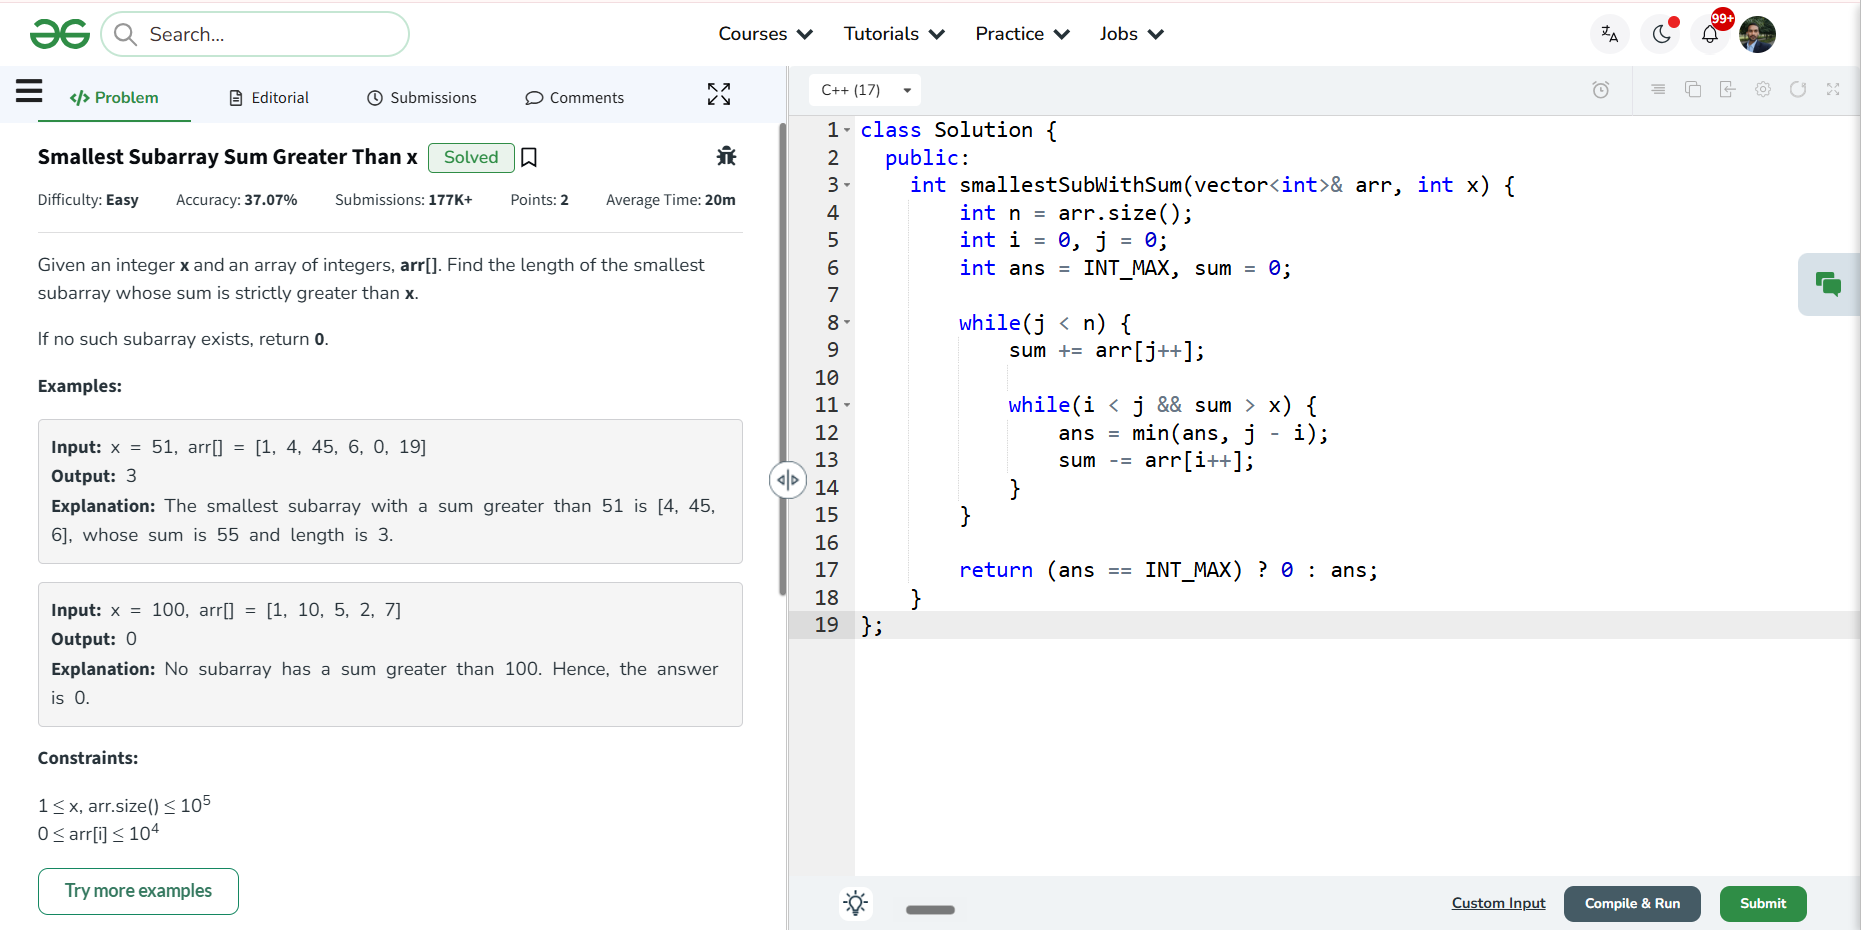 Search...
Courses
Tutorials
Practice
Jobs
99+
Problem
Editorial
Submissions
Comments
C++ (17)
Smallest Subarray Sum Greater Than x
Solved
Difficulty: Easy
Accuracy: 37.07%
Submissions: 177K+
Points: 2
Average Time: 20m
Given an integer x and an array of integers, arr[]. Find the length of the smallest
subarray whose sum is strictly greater than x.
If no such subarray exists, return 0.
Examples:
Input: x = 51, arr[] = [1, 4, 45, 6, 0, 19]
Output: 3
Explanation: The smallest subarray with a sum greater than 51 is [4, 45,
6], whose sum is 55 and length is 3.
Input: x = 100, arr[] = [1, 10, 5, 2, 7]
Output: 0
Explanation: No subarray has a sum greater than 100. Hence, the answer
is 0.
Constraints:
1 ≤ x, arr.size() ≤ 10⁵
0 ≤ arr[i] ≤ 10⁴
Try more examples
1 class Solution {
2   public:
3     int smallestSubWithSum(vector<int>& arr, int x) {
4         int n = arr.size();
5         int i = 0, j = 0;
6         int ans = INT_MAX, sum = 0;
7
8         while(j < n) {
9             sum += arr[j++];
10
11             while(i < j && sum > x) {
12                 ans = min(ans, j - i);
13                 sum -= arr[i++];
14             }
15         }
16
17         return (ans == INT_MAX) ? 0 : ans;
18     }
19 };
Custom Input
Compile & Run
Submit